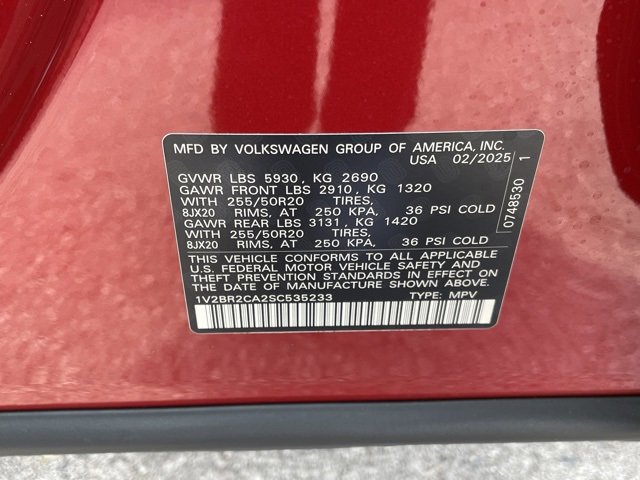 MFD BY VOLKSWAGEN GROUP OF AMERICA, INC.
USA 02/2025
GVWR LBS 5930, KG 2690
GAWR FRONT LBS 2910, KG 1320
WITH 255/50R20 TIRES,
8JX20 RIMS, AT 250 KPA, 36 PSI COLD
GAWR REAR LBS 3131, KG 1420
WITH 255/50R20 TIRES,
8JX20 RIMS, AT 250 KPA, 36 PSI COLD
THIS VEHICLE CONFORMS TO ALL APPLICABLE
U.S. FEDERAL MOTOR VEHICLE SAFETY AND
THEFT PREVENTION STANDARDS IN EFFECT ON
THE DATE OF MANUFACTURE SHOWN ABOVE.
1V2BR2CA2SC535233 TYPE: MPV
0748530 1